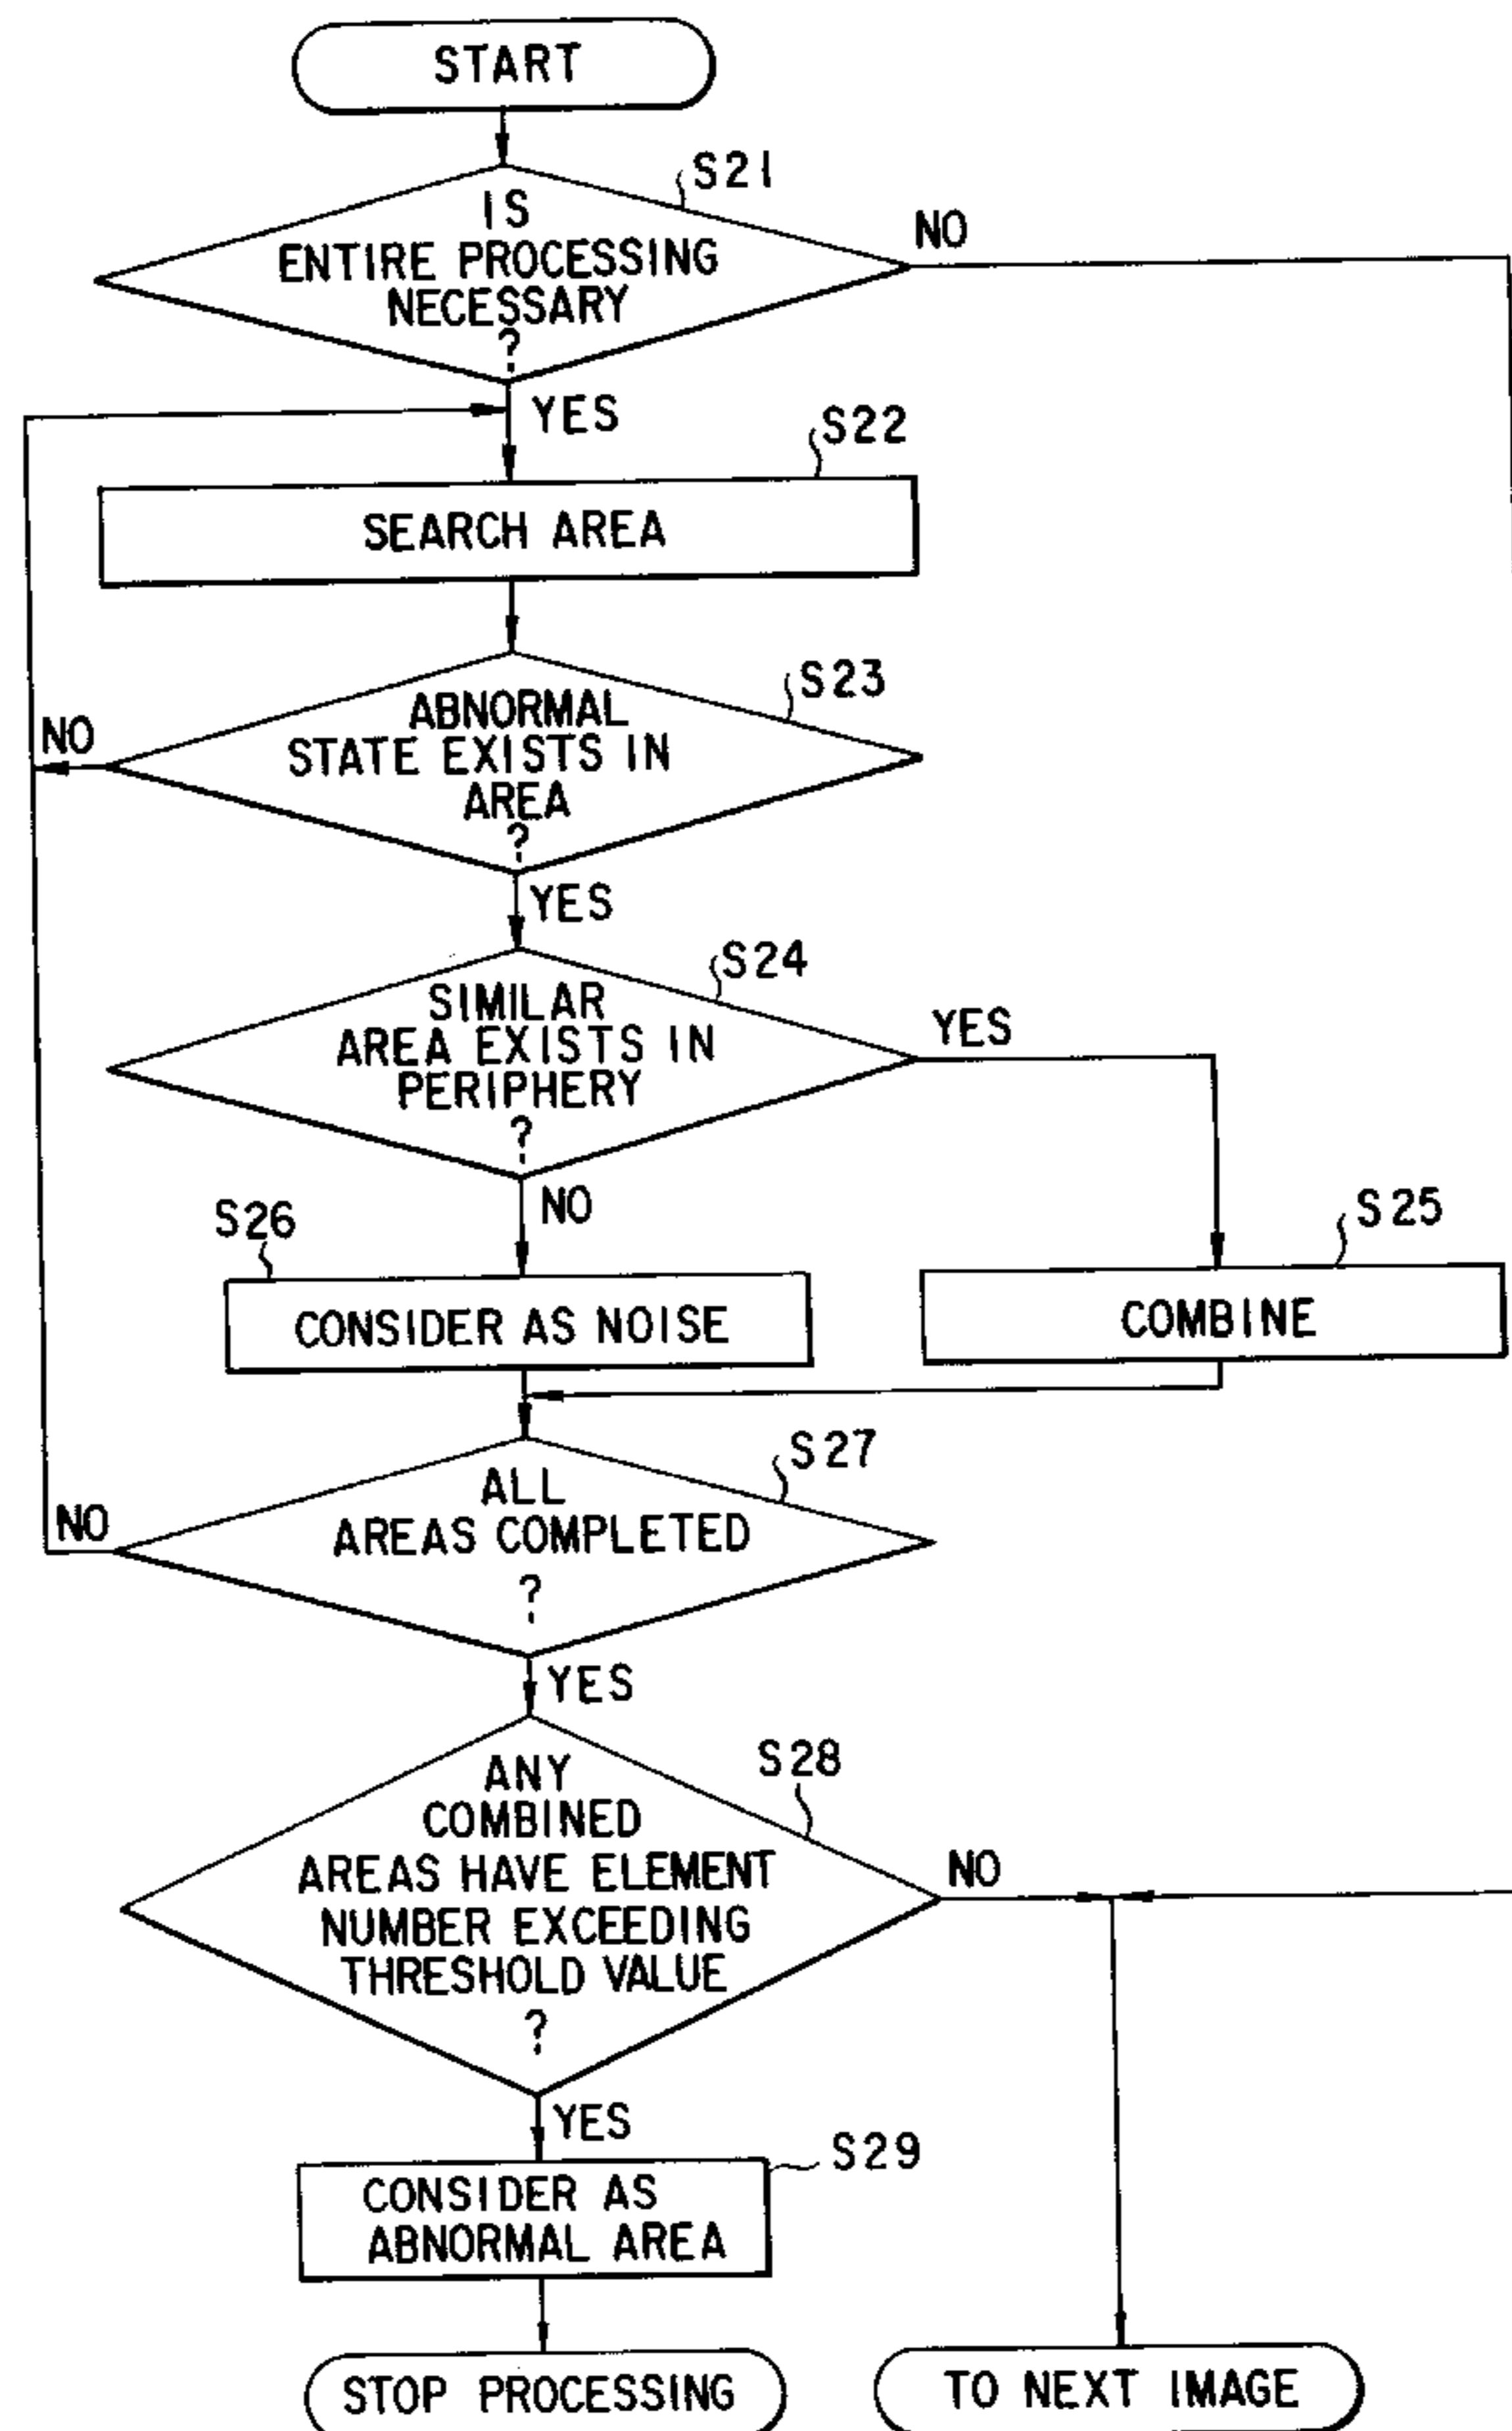 START
S21
IS
ENTIRE PROCESSING
NECESSARY
?
NO
YES
S22
SEARCH AREA
S23
ABNORMAL
STATE EXISTS IN
AREA
?
NO
YES
S24
SIMILAR
AREA EXISTS IN
PERIPHERY
?
YES
NO
S26
CONSIDER AS NOISE
S25
COMBINE
S27
ALL
AREAS COMPLETED
?
NO
YES
S28
ANY
COMBINED
AREAS HAVE ELEMENT
NUMBER EXCEEDING
THRESHOLD VALUE
?
NO
YES
S29
CONSIDER AS
ABNORMAL AREA
STOP PROCESSING
TO NEXT IMAGE